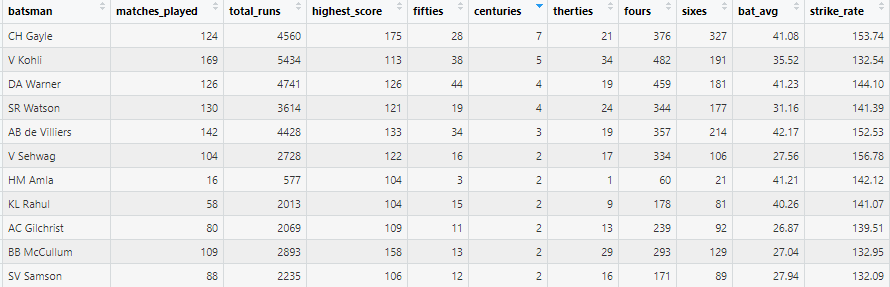 batsman matches_played total_runs highest_score fifties centuries therties fours sixes bat_avg strike_rate
CH Gayle 124 4560 175 28 7 21 376 327 41.08 153.74
V Kohli 169 5434 113 38 5 34 482 191 35.52 132.54
DA Warner 126 4741 126 44 4 19 459 181 41.23 144.10
SR Watson 130 3614 121 19 4 24 344 177 31.16 141.39
AB de Villiers 142 4428 133 34 3 19 357 214 42.17 152.53
V Sehwag 104 2728 122 16 2 17 334 106 27.56 156.78
HM Amla 16 577 104 3 2 1 60 21 41.21 142.12
KL Rahul 58 2013 104 15 2 9 178 81 40.26 141.07
AC Gilchrist 80 2069 109 11 2 13 239 92 26.87 139.51
BB McCullum 109 2893 158 13 2 29 293 129 27.04 132.95
SV Samson 88 2235 106 12 2 16 171 89 27.94 132.09